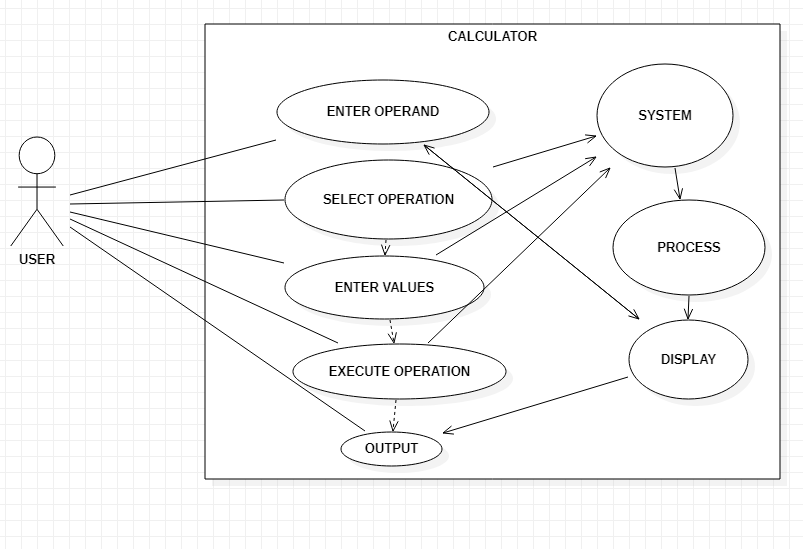 CALCULATOR
ENTER OPERAND
SYSTEM
SELECT OPERATION
PROCESS
USER
ENTER VALUES
DISPLAY
EXECUTE OPERATION
OUTPUT